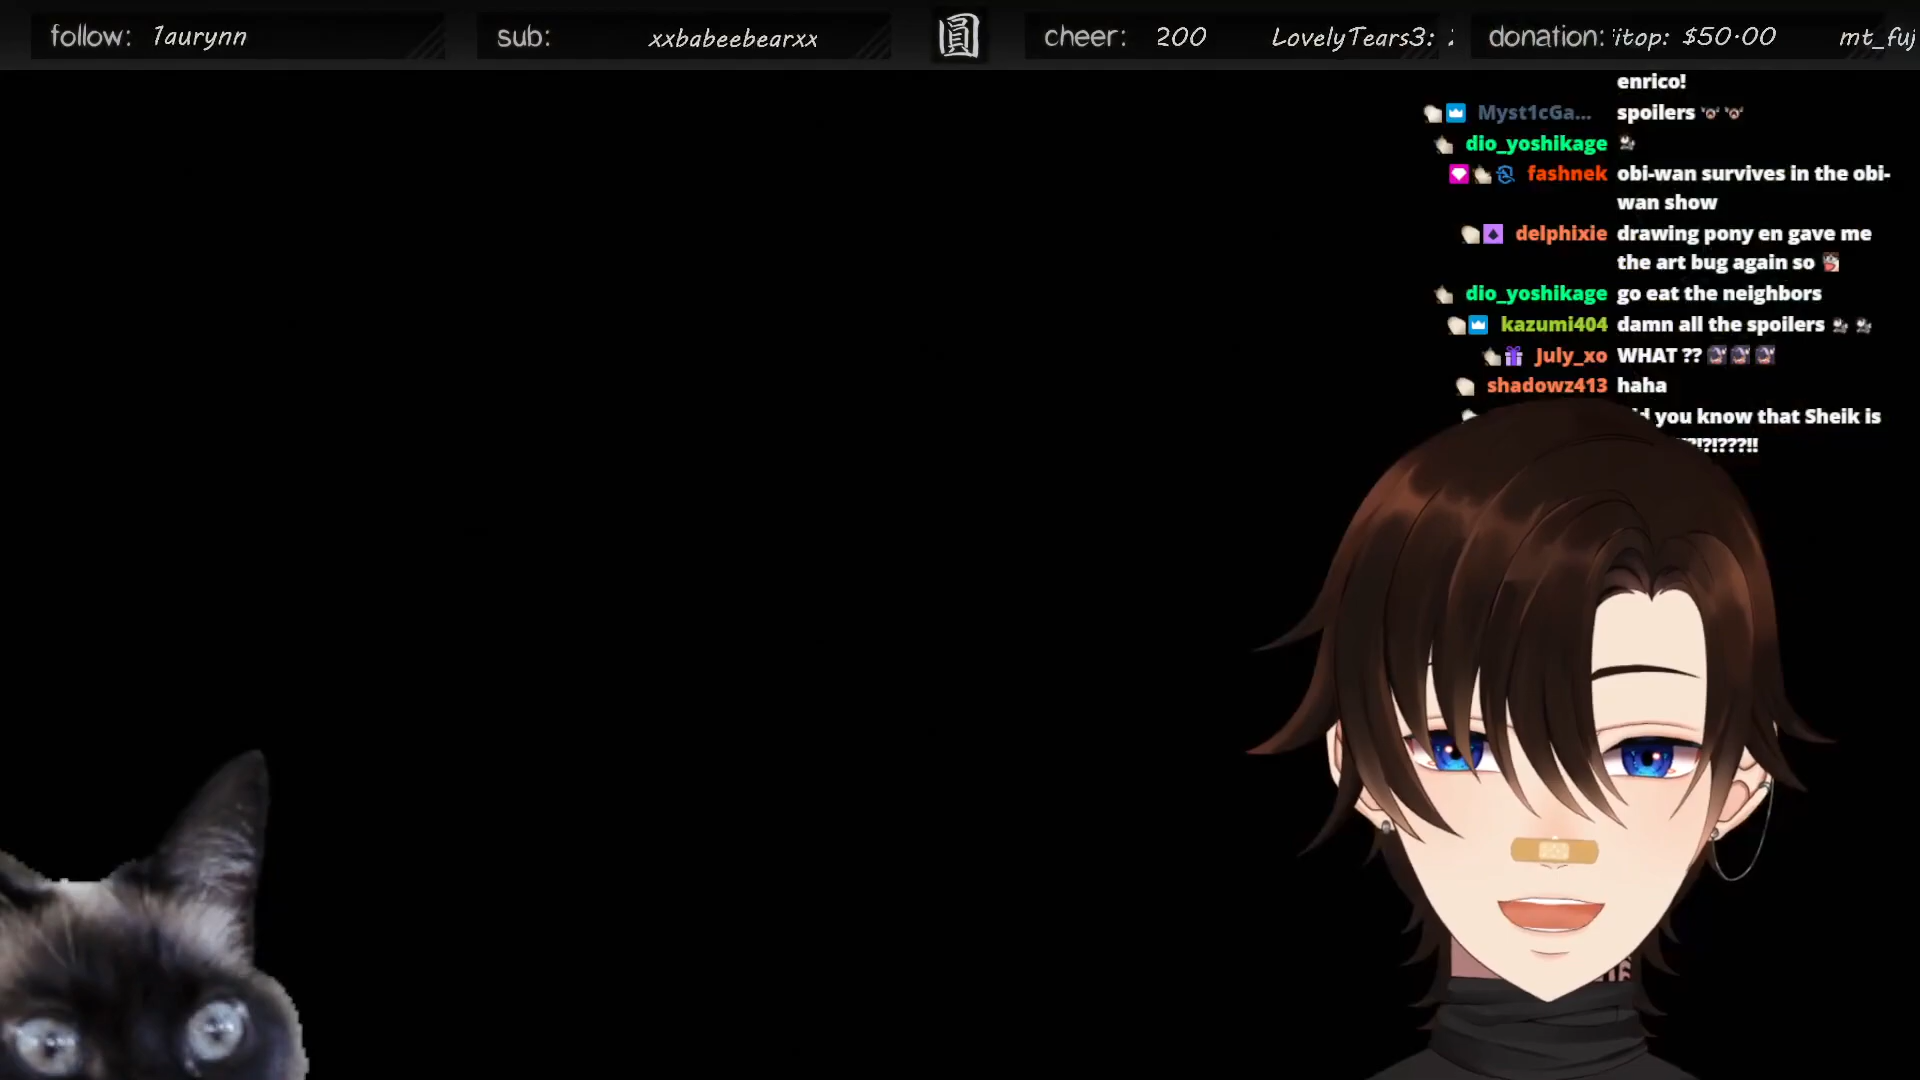 follow: 1aurynn
sub: xxbabeebearxx
圓
cheer: 200 LovelyTears3:
donation: itop: $50.00 mt_fuj
enrico!
Myst1cGa... spoilers
dio_yoshikage
fashnek obi-wan survives in the obi-
wan show
delphixie drawing pony en gave me
the art bug again so
dio_yoshikage go eat the neighbors
kazumi404 damn all the spoilers
July_xo WHAT ??
shadowz413 haha
you know that Sheik is
?!?!???!!